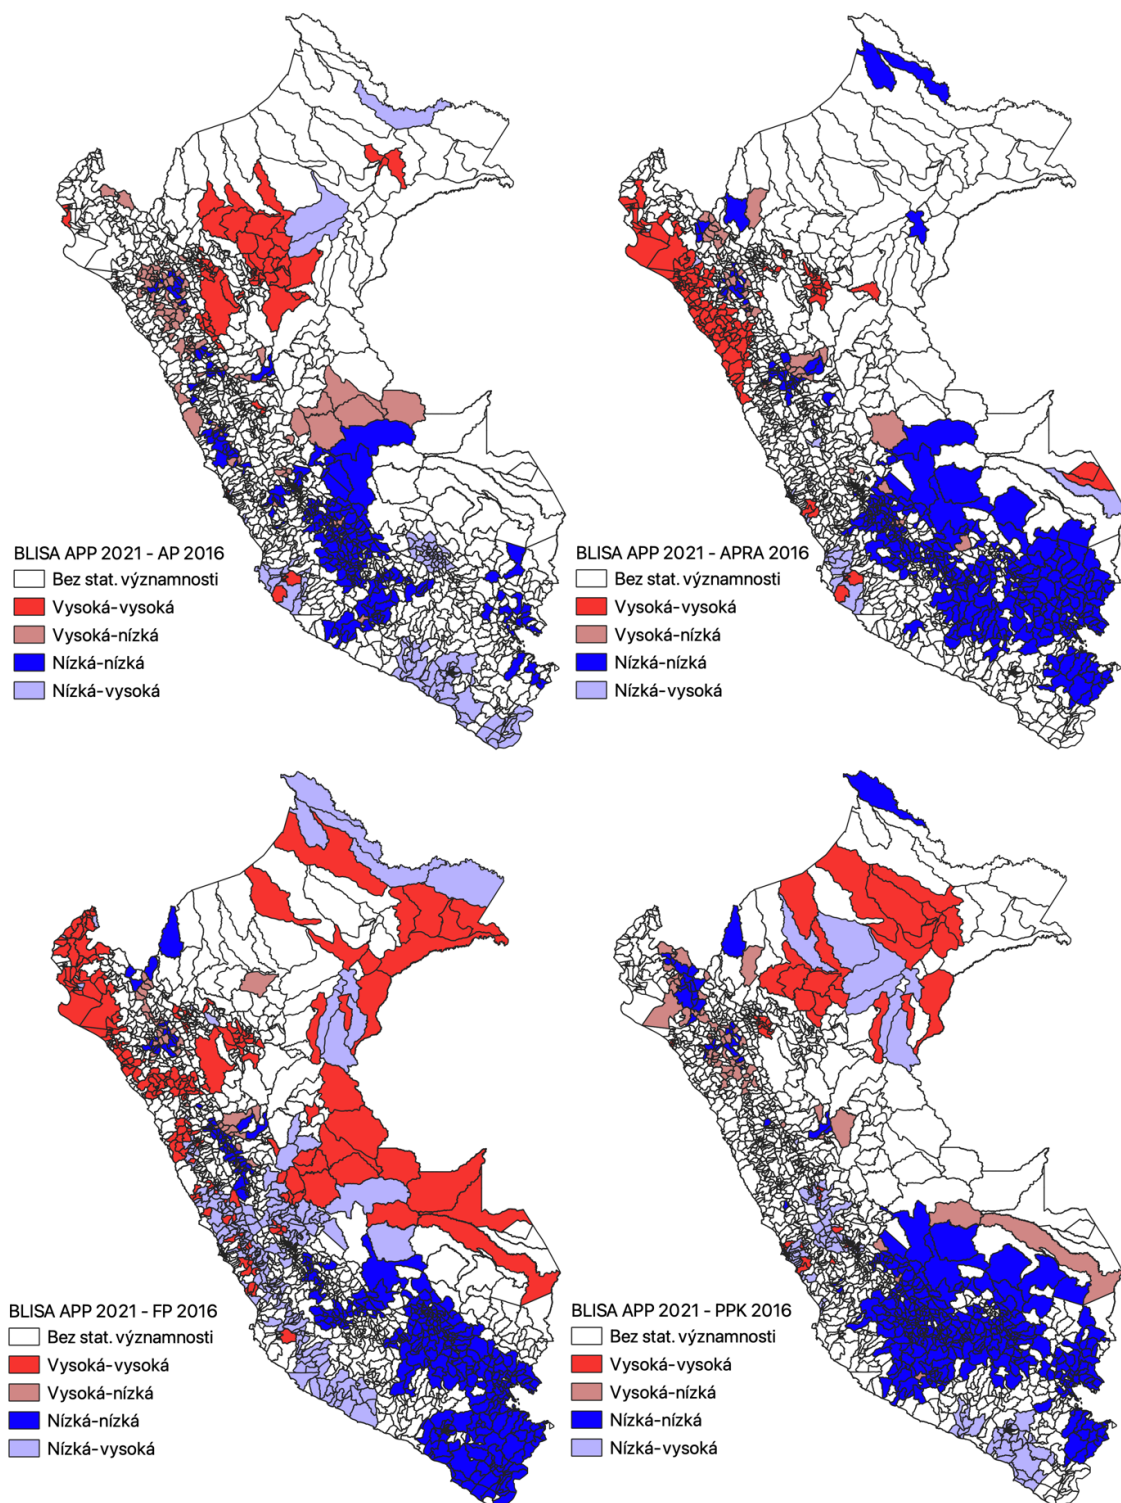 BLISA APP 2021 - AP 2016
Bez stat. významnosti
Vysoká-vysoká
Vysoká-nízká
Nízká-nízká
Nízká-vysoká
BLISA APP 2021 - APRA 2016
Bez stat. významnosti
Vysoká-vysoká
Vysoká-nízká
Nízká-nízká
Nízká-vysoká
BLISA APP 2021 - FP 2016
Bez stat. významnosti
Vysoká-vysoká
Vysoká-nízká
Nízká-nízká
Nízká-vysoká
BLISA APP 2021 - PPK 2016
Bez stat. významnosti
Vysoká-vysoká
Vysoká-nízká
Nízká-nízká
Nízká-vysoká